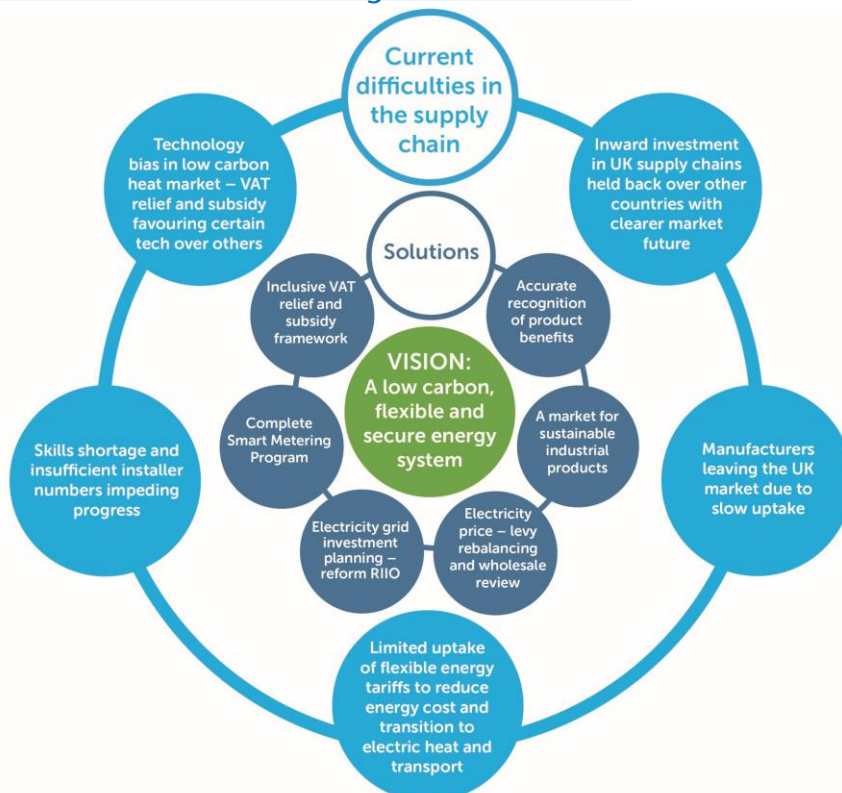 Current
difficulties in
the supply
chain
Technology
bias in low carbon
heat market – VAT
relief and subsidy
favouring certain
tech over others
Inward investment
in UK supply chains
held back over other
countries with
clearer market
future
Solutions
Inclusive VAT
relief and
subsidy
framework
Accurate
recognition
of product
benefits
VISION:
A low carbon,
flexible and
secure energy
system
Complete
Smart Metering
Program
A market for
sustainable
industrial
products
Skills shortage and
insufficient installer
numbers impeding
progress
Manufacturers
leaving the UK
market due to
slow uptake
Electricity grid
investment
planning –
reform RIIO
Electricity
price – levy
rebalancing
and wholesale
review
Limited uptake
of flexible energy
tariffs to reduce
energy cost and
transition to
electric heat and
transport